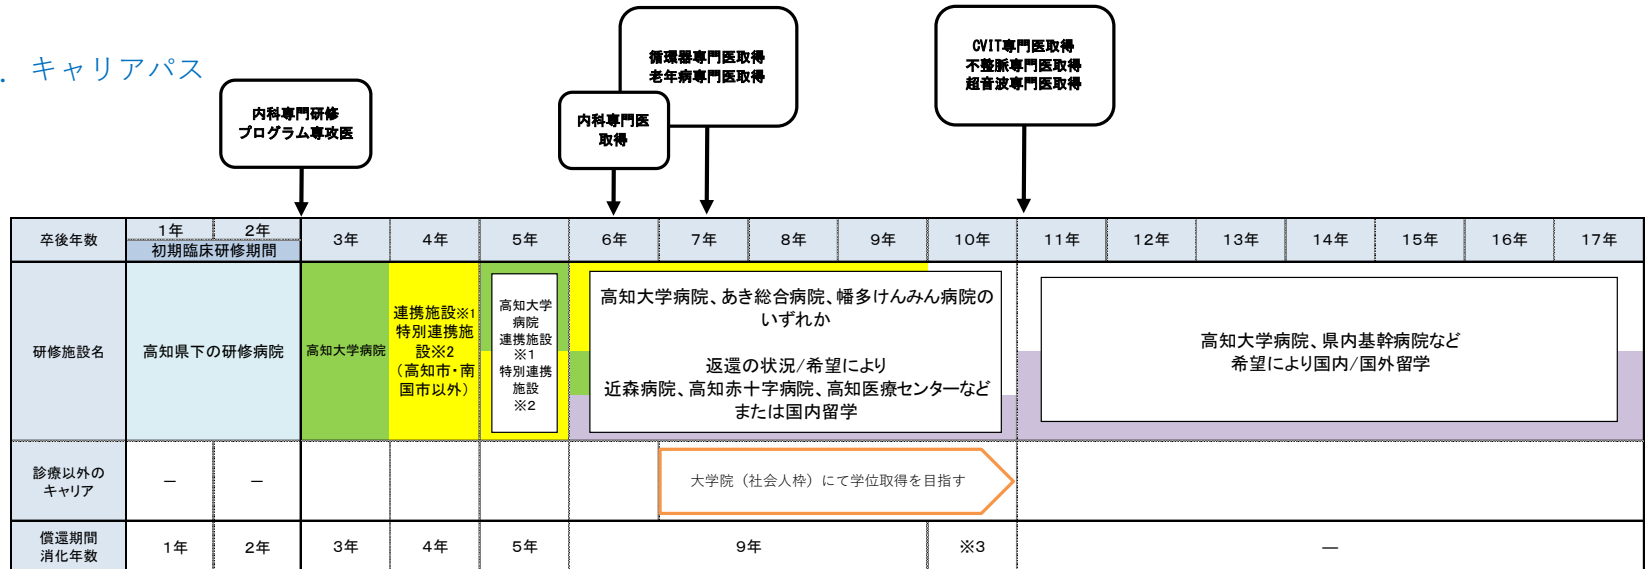 . キャリアパス
内科専門研修
プログラム専攻医
内科専門医
取得
循環器専門医取得
老年病専門医取得
CVIT専門医取得
不整脈専門医取得
超音波専門医取得
卒後年数
1年
2年
初期臨床研修期間
3年
4年
5年
6年
7年
8年
9年
10年
11年
12年
13年
14年
15年
16年
17年
研修施設名
高知県下の研修病院
高知大学病院
連携施設※1
特別連携施
設※2
(高知市・南
国市以外)
高知大学
病院
連携施設
※1
特別連携
施設
※2
高知大学病院、あき総合病院、幡多けんみん病院の
いずれか
返還の状況/希望により
近森病院、高知赤十字病院、高知医療センターなど
または国内留学
高知大学病院、県内基幹病院など
希望により国内/国外留学
診療以外の
キャリア
－
－
大学院（社会人枠）にて学位取得を目指す
償還期間
消化年数
1年
2年
3年
4年
5年
9年
※3
－